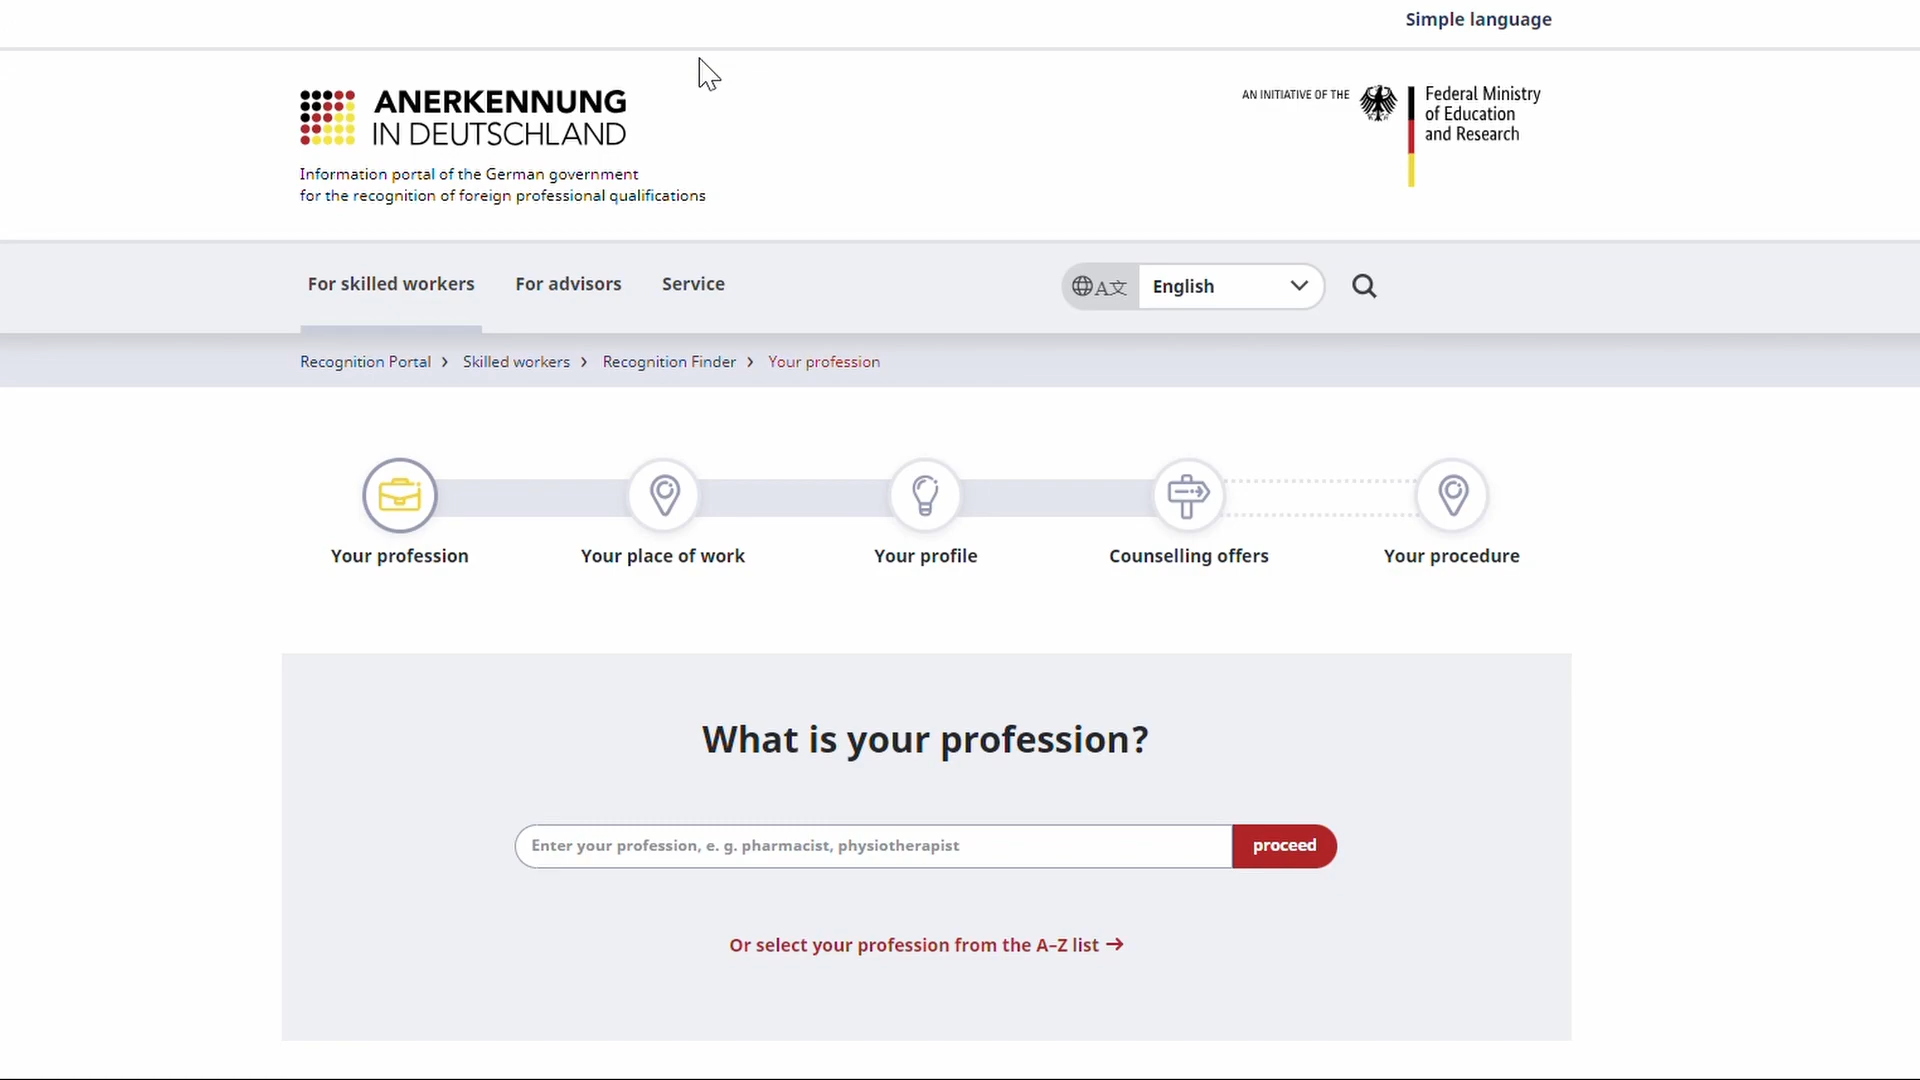 Simple language
ANERKENNUNG
IN DEUTSCHLAND
Information portal of the German government
for the recognition of foreign professional qualifications
AN INITIATIVE OF THE
Federal Ministry
of Education
and Research
For skilled workers
For advisors
Service
A文
English
Recognition Portal
Skilled workers
Recognition Finder
Your profession
Your profession
Your place of work
Your profile
Counselling offers
Your procedure
What is your profession?
Enter your profession, e. g. pharmacist, physiotherapist
proceed
Or select your profession from the A–Z list →